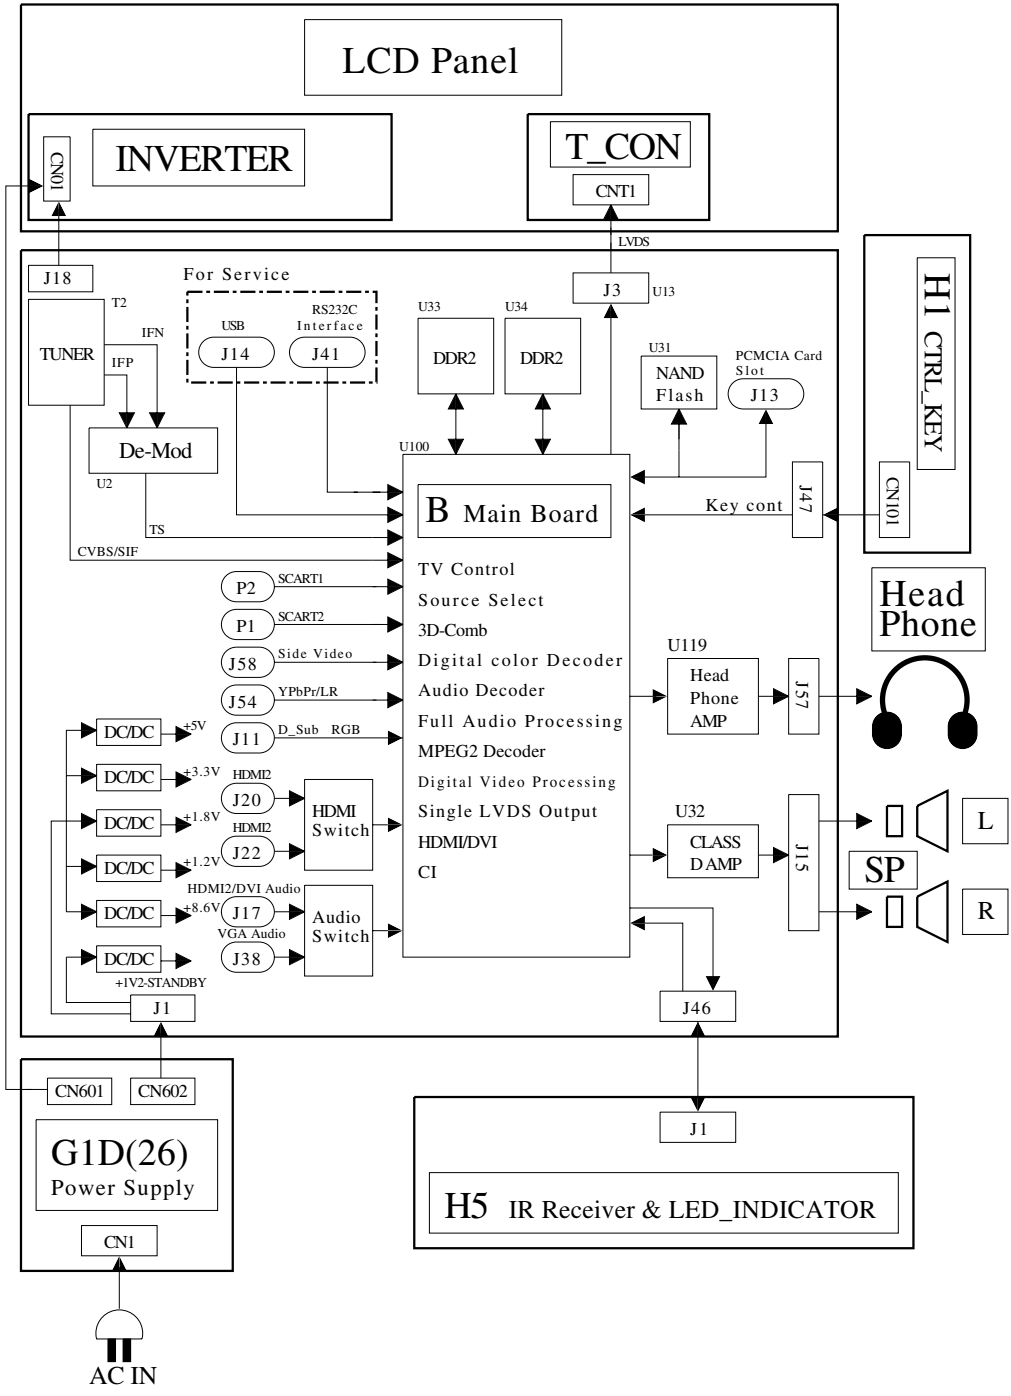 LCD Panel
INVERTER
CN01
T_CON
CNT1
LVDS
J18
For Service
USB
J14
RS232C
Interface
J41
J3
U13
T2
TUNER
IFN
IFP
De-Mod
U2
TS
CVBS/SIF
U33
DDR2
U34
DDR2
U31
NAND
Flash
PCMCIA Card
Slot
J13
H1 CTRL_KEY
CN101
J47
Key cont
U100
B Main Board
TV Control
Source Select
3D-Comb
Digital color Decoder
Audio Decoder
Full Audio Processing
MPEG2 Decoder
Digital Video Processing
Single LVDS Output
HDMI/DVI
CI
P2
SCART1
P1
SCART2
J58
Side Video
J54
YPbPr/LR
J11
D_Sub RGB
HDMI2
J20
HDMI2
J22
HDMI
Switch
HDMI2/DVI Audio
J17
VGA Audio
J38
Audio
Switch
DC/DC
+5V
DC/DC
+3.3V
DC/DC
+1.8V
DC/DC
+1.2V
DC/DC
+8.6V
DC/DC
+1V2-STANDBY
J1
U119
Head
Phone
AMP
J57
Head
Phone
U32
CLASS
D AMP
J15
L
SP
R
J46
CN601
CN602
G1D(26)
Power Supply
CN1
AC IN
J1
H5 IR Receiver & LED_INDICATOR